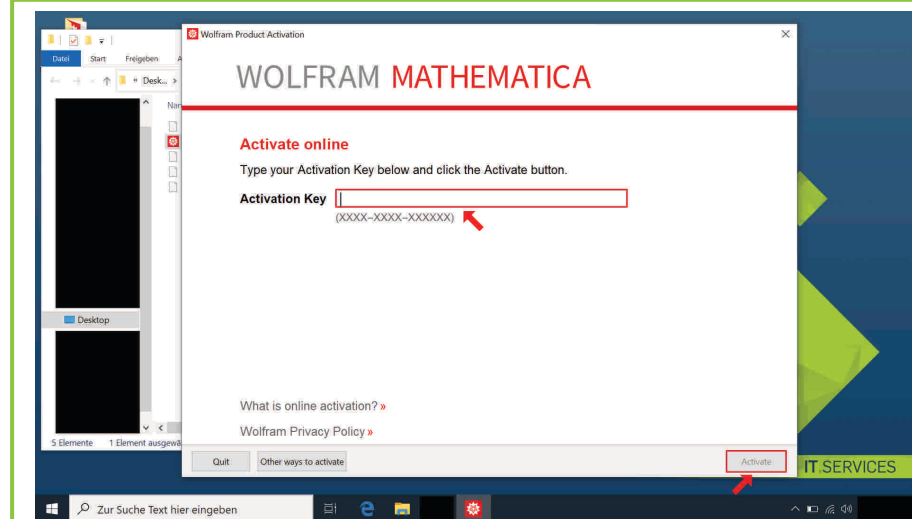 Wolfram Product Activation
Datei Start Freigeben A
Desk...
WOLFRAM MATHEMATICA
Activate online
Type your Activation Key below and click the Activate button.
Activation Key
(XXXX–XXXX–XXXXXX)
Desktop
What is online activation? »
Wolfram Privacy Policy »
5 Elemente 1 Element ausgewä
Quit Other ways to activate Activate
IT.SERVICES
Zur Suche Text hier eingeben